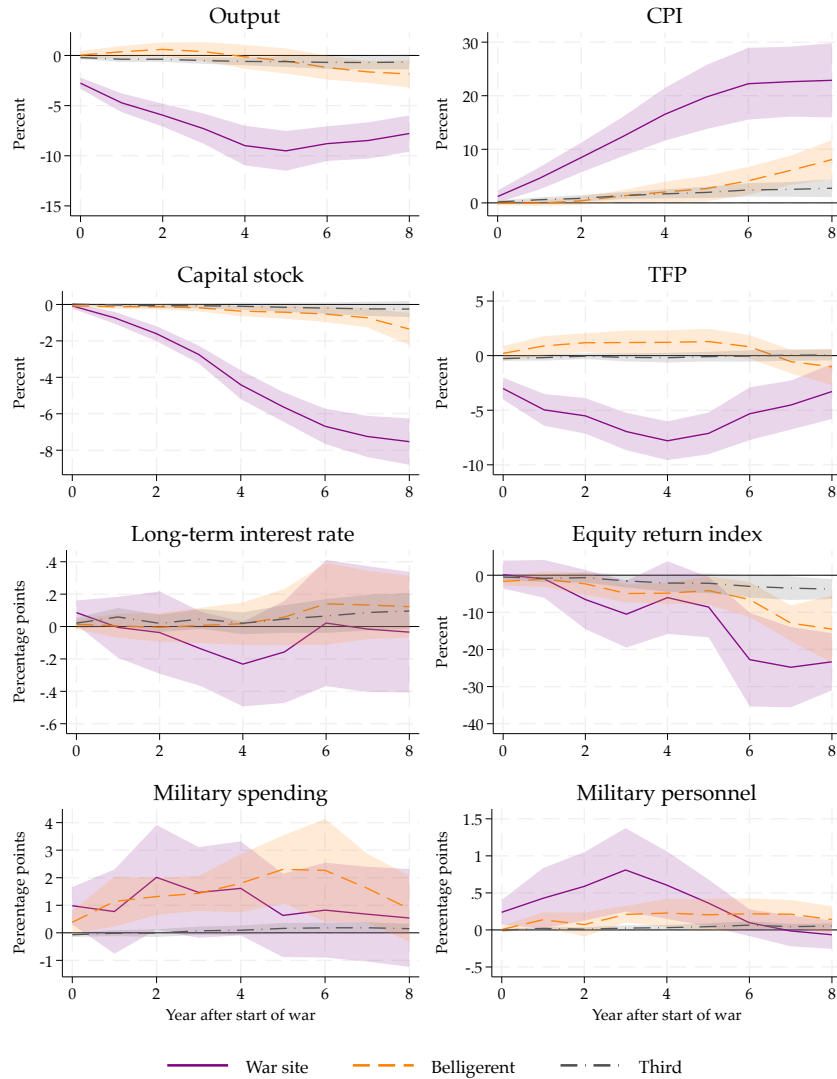 Output
CPI
Percent
0
-5
-10
-15
0 2 4 6 8
30
20
10
0
0 2 4 6 8
Capital stock
TFP
Percent
0
-2
-4
-6
-8
0 2 4 6 8
Percent
5
0
-5
-10
0 2 4 6 8
Long-term interest rate
Equity return index
Percentage points
.4
.2
0
-.2
-.4
-.6
0 2 4 6 8
Percent
0
-10
-20
-30
-40
0 2 4 6 8
Military spending
Military personnel
Percentage points
4
3
2
1
0
-1
0 2 4 6 8
Year after start of war
Percentage points
1.5
1
.5
0
-.5
0 2 4 6 8
Year after start of war
War site Belligerent Third